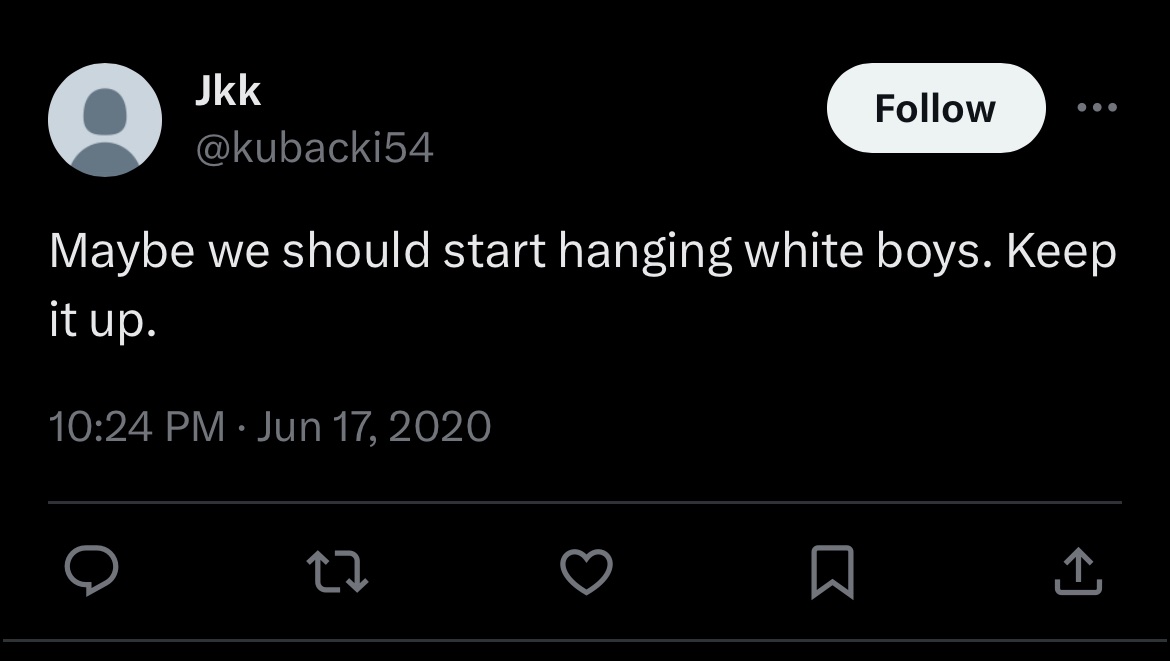 Jkk
Follow
@kubacki54
Maybe we should start hanging white boys. Keep
it up.
10:24 PM · Jun 17, 2020